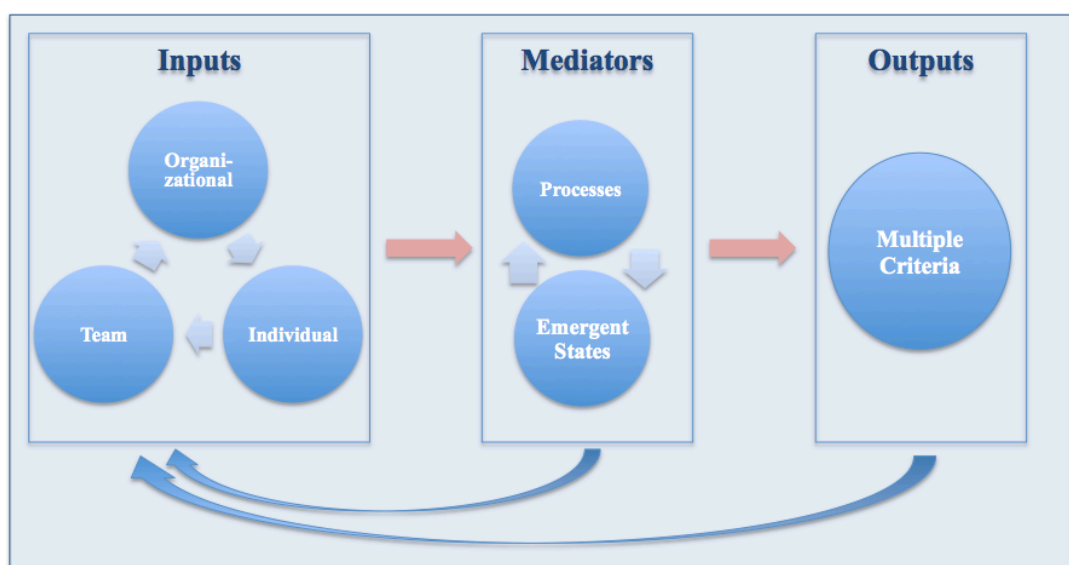 Inputs
Organi-
zational
Team
Individual
Mediators
Processes
Emergent
States
Outputs
Multiple
Criteria